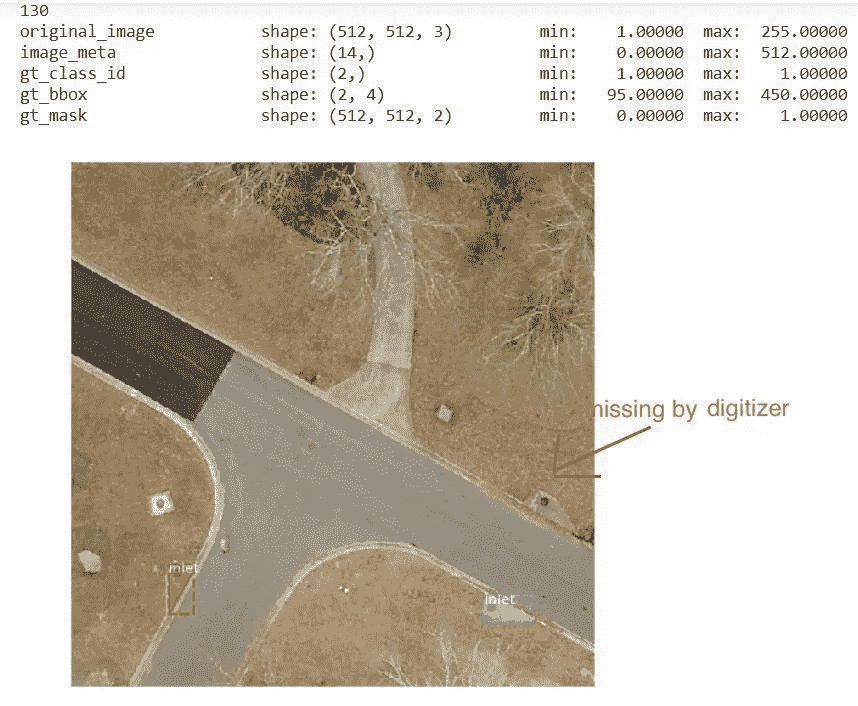 130
original_image shape: (512, 512, 3) min: 1.00000 max: 255.00000
image_meta shape: (14,) min: 0.00000 max: 512.00000
gt_class_id shape: (2,) min: 1.00000 max: 1.00000
gt_bbox shape: (2, 4) min: 95.00000 max: 450.00000
gt_mask shape: (512, 512, 2) min: 0.00000 max: 1.00000
missing by digitizer
inlet
inlet